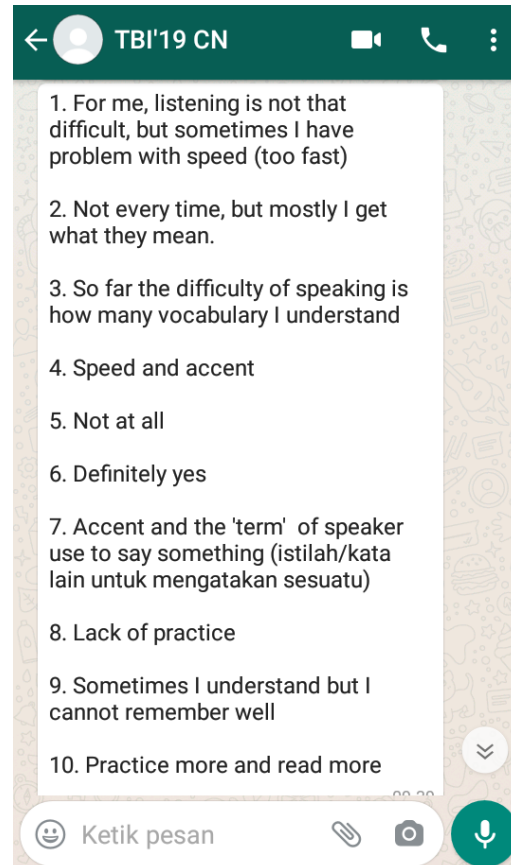 TBI'19 CN
1. For me, listening is not that
difficult, but sometimes I have
problem with speed (too fast)
2. Not every time, but mostly I get
what they mean.
3. So far the difficulty of speaking is
how many vocabulary I understand
4. Speed and accent
5. Not at all
6. Definitely yes
7. Accent and the 'term'  of speaker
use to say something (istilah/kata
lain untuk mengatakan sesuatu)
8. Lack of practice
9. Sometimes I understand but I
cannot remember well
10. Practice more and read more
Ketik pesan